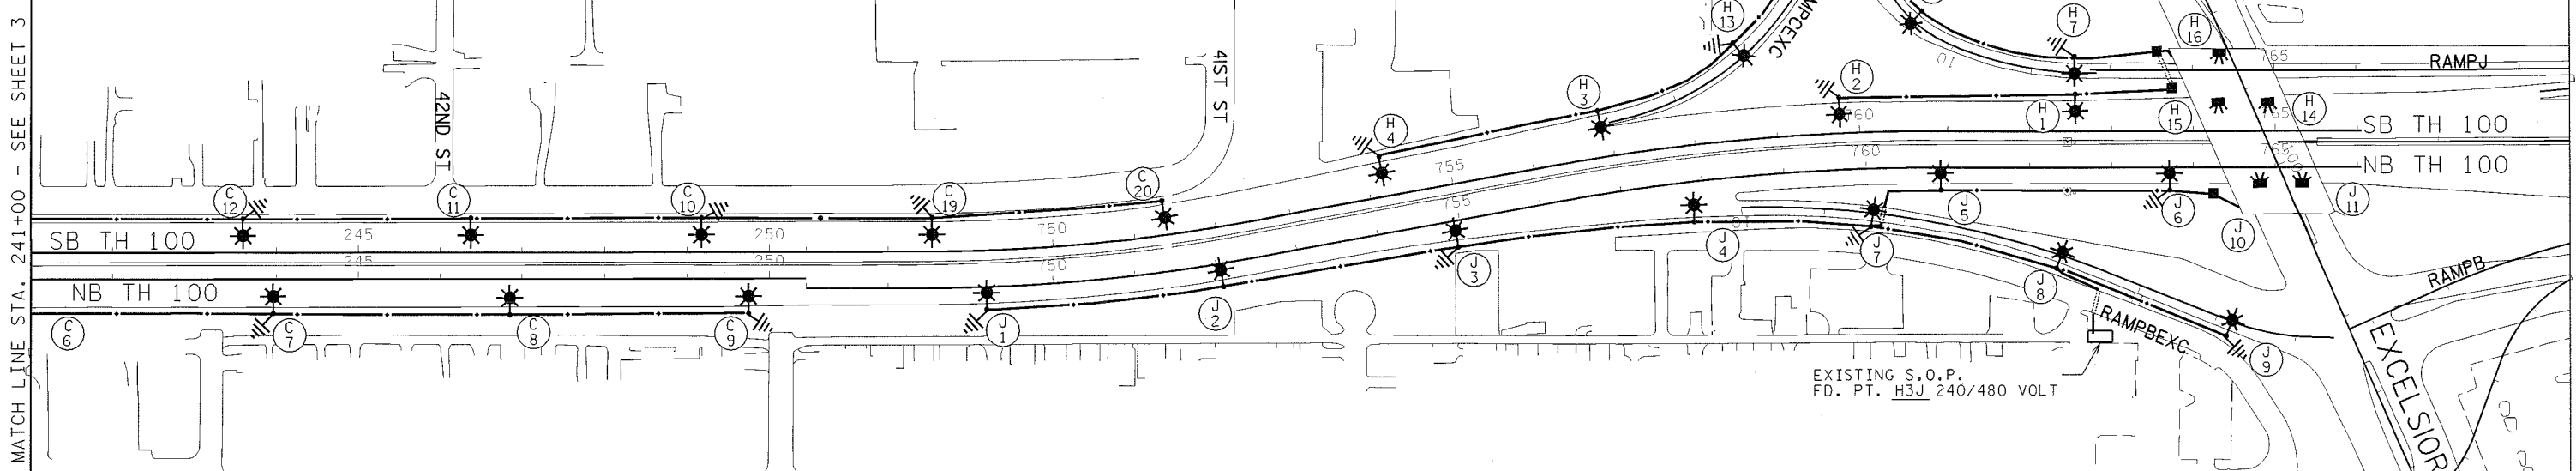 MATCH LINE STA. 241+00 - SEE SHEET 3
42ND ST
41ST ST
MPCEXC
H 13
H 7
H 16
765
RAMPJ
H 3
H 2
10
H 4
760
H 1
H 15
H 14
765
SB TH 100
755
760
765
NB TH 100
C 12
C 11
C 10
C 19
C 20
755
J 5
J 6
J 11
SB TH 100
245
250
750
10
J 4
J 7
J 10
245
250
750
J 3
NB TH 100
J 8
RAMPB
C 6
C 7
C 8
C 9
J 1
J 2
RAMPBEXC
J 9
EXCELSIOR
EXISTING S.O.P.
FD. PT. H3J 240/480 VOLT